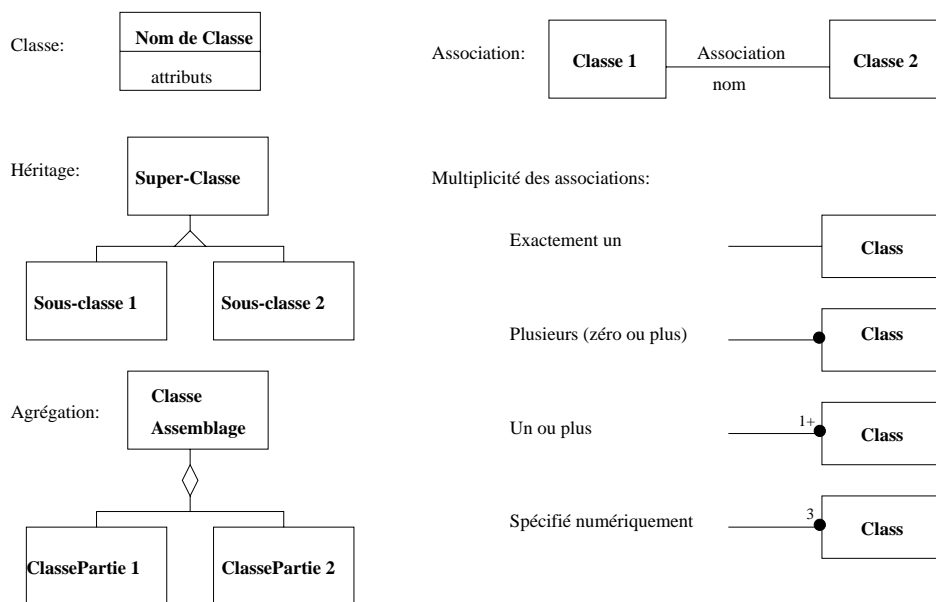 Classe:
Nom de Classe
attributs
Héritage:
Super-Classe
Sous-classe 1
Sous-classe 2
Agrégation:
Classe
Assemblage
ClassePartie 1
ClassePartie 2
Association:
Classe 1
Association
nom
Classe 2
Multiplicité des associations:
Exactement un
Class
Plusieurs (zéro ou plus)
Class
Un ou plus
1+
Class
Spécifié numériquement
3
Class